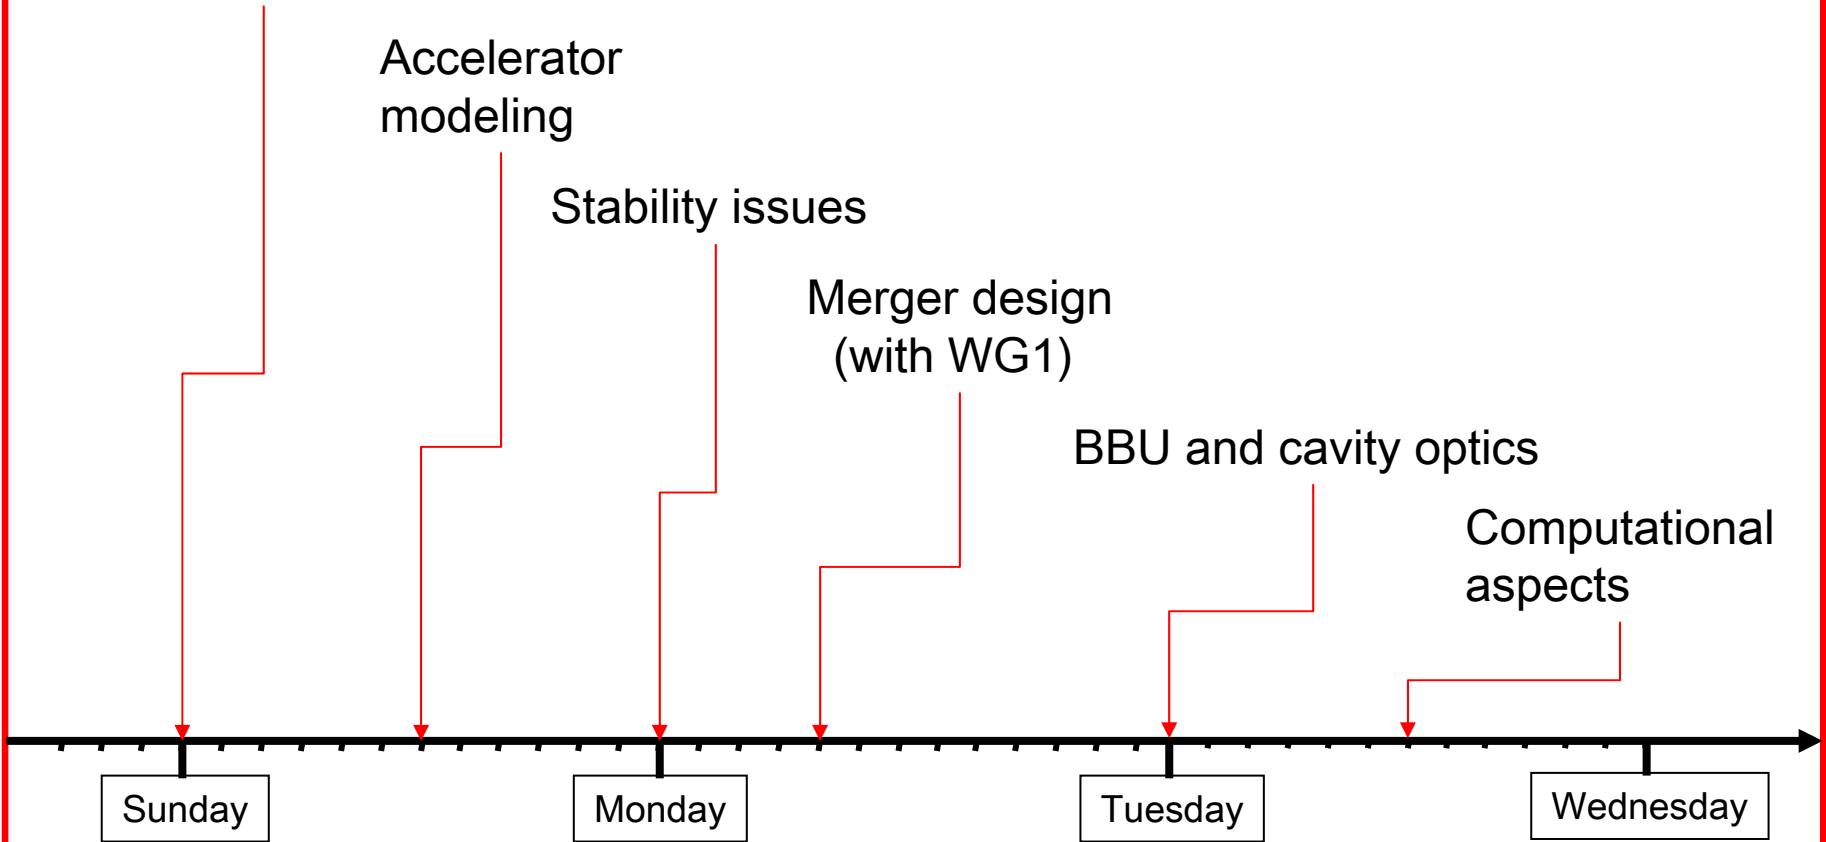 Accelerator
modeling
Stability issues
Merger design
(with WG1)
BBU and cavity optics
Computational
aspects
Sunday
Monday
Tuesday
Wednesday